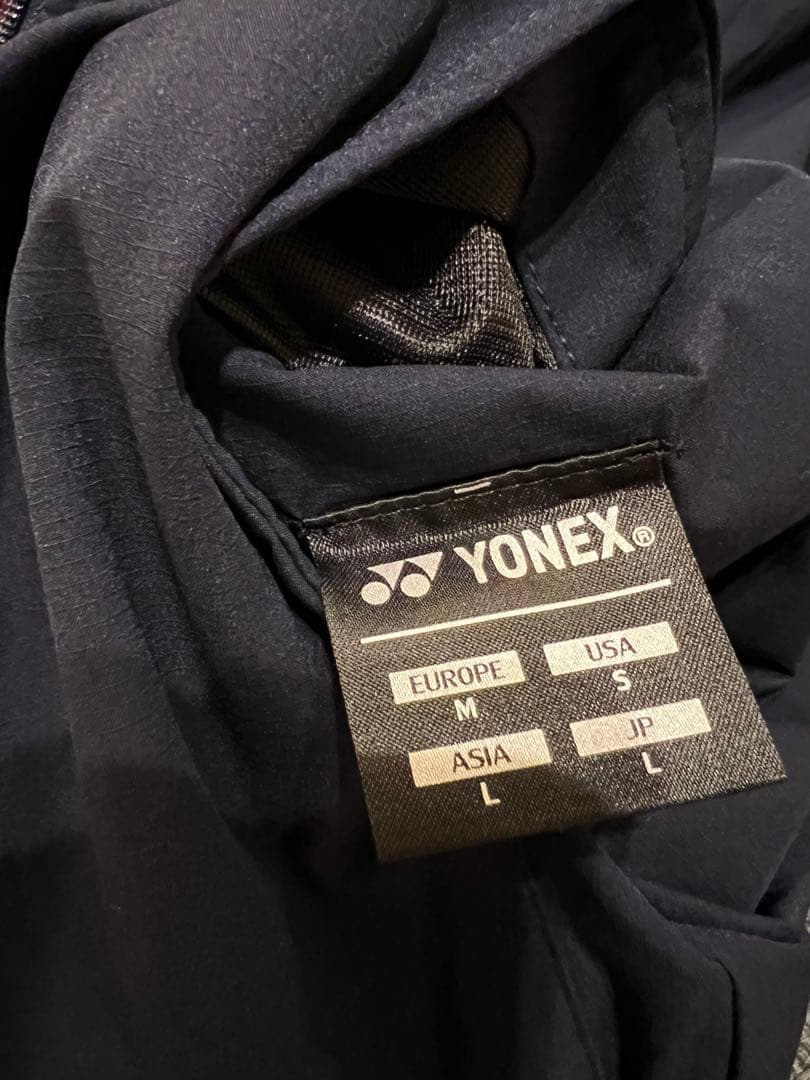 YONEX®
EUROPE USA
M S
ASIA JP
L L